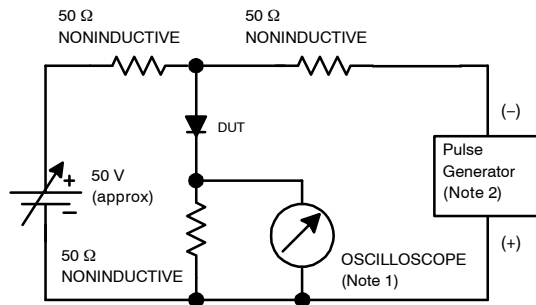 50 Ω
NONINDUCTIVE
50 Ω
NONINDUCTIVE
DUT
(−)
Pulse
Generator
(Note 2)
(+)
+
50 V
(approx)
−
50 Ω
NONINDUCTIVE
OSCILLOSCOPE
(Note 1)